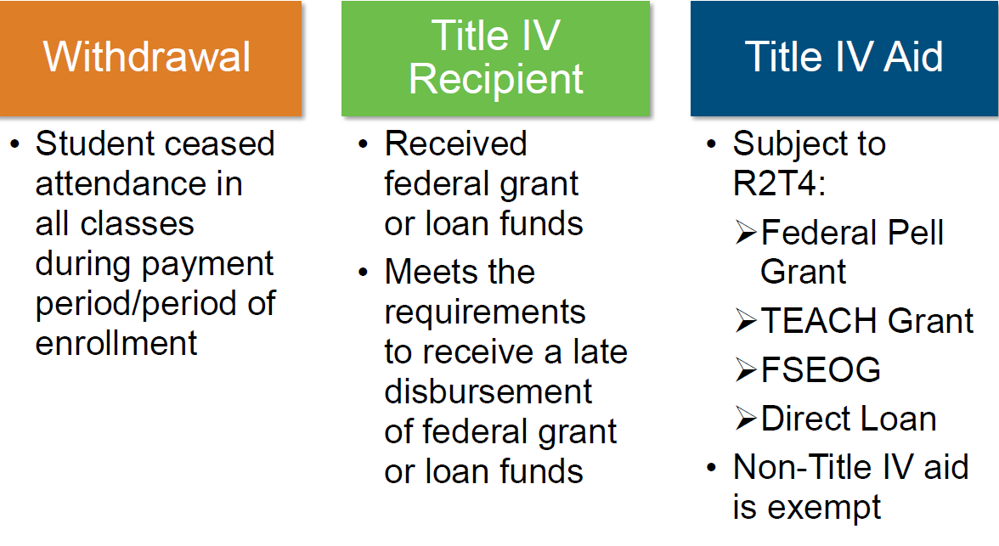 Withdrawal
• Student ceased
attendance in
all classes
during payment
period/period of
enrollment
Title IV
Recipient
• Received
federal grant
or loan funds
• Meets the
requirements
to receive a late
disbursement
of federal grant
or loan funds
Title IV Aid
• Subject to
R2T4:
➢Federal Pell
Grant
➢TEACH Grant
➢FSEOG
➢Direct Loan
• Non-Title IV aid
is exempt